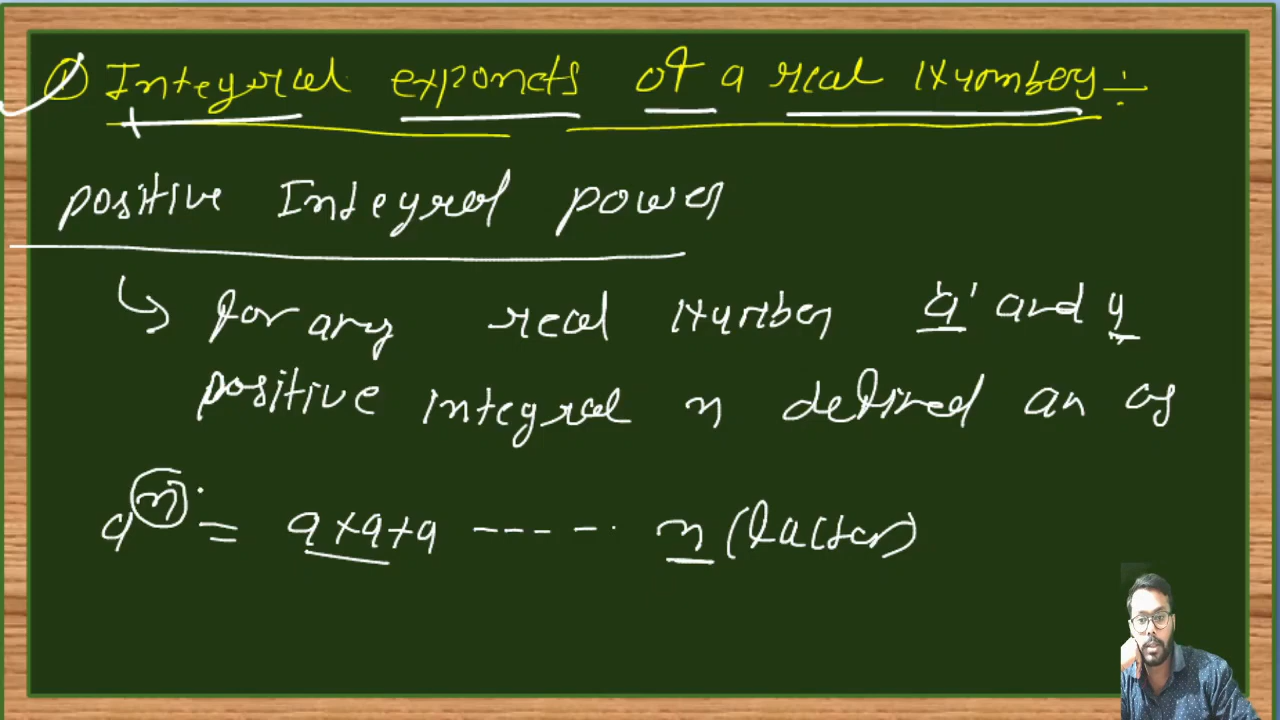 ① Integral exponets of a real Number ÷
positive Integral power
↳ for any real number 'a' and a
positive integral n defined an as
aⁿ = a×a×a ------ n (factor)